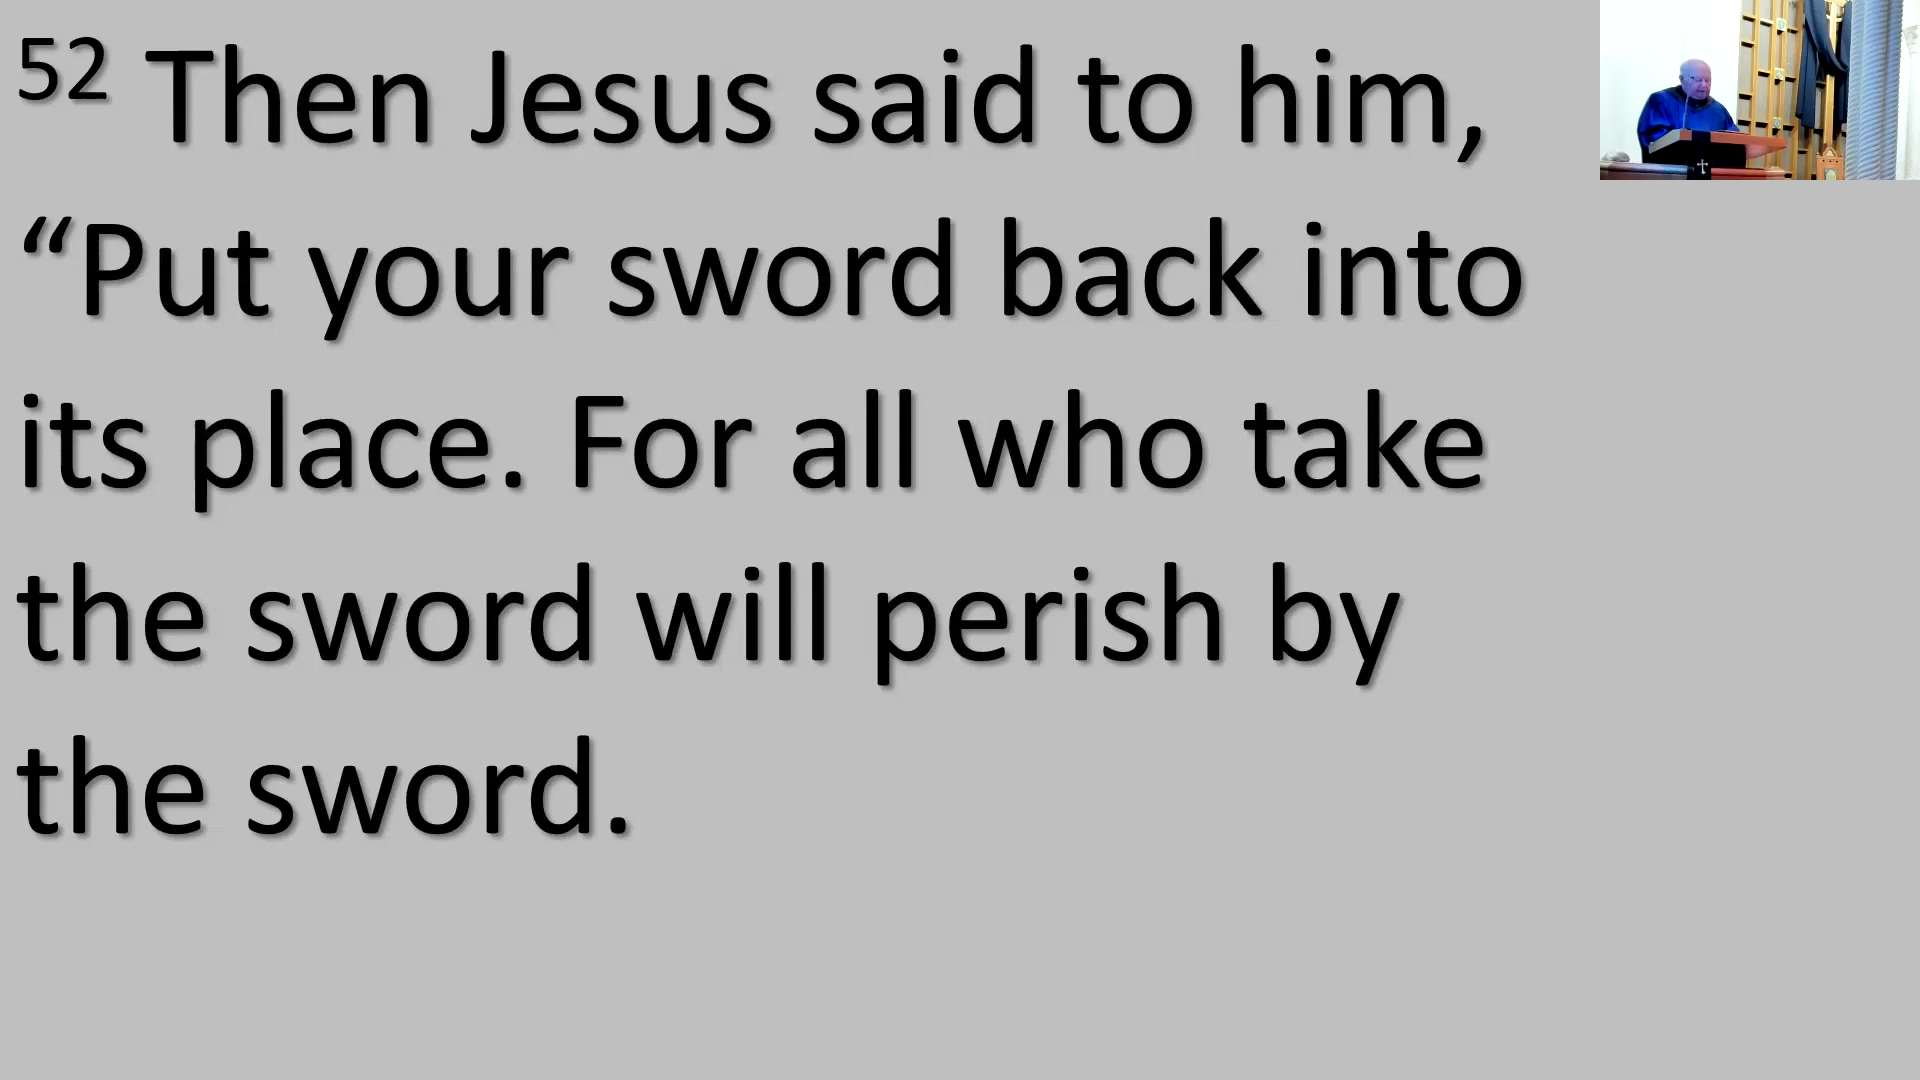 52 Then Jesus said to him,
“Put your sword back into
its place. For all who take
the sword will perish by
the sword.